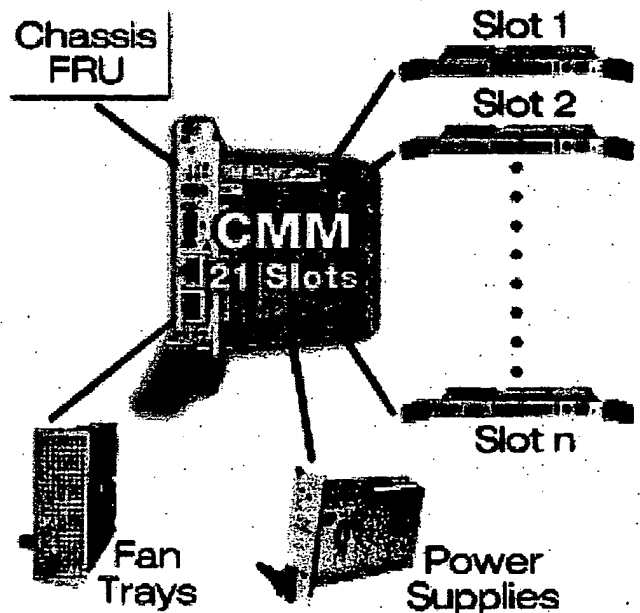 Chassis
FRU
Slot 1
Slot 2
CMM
21 Slots
Slot n
Fan
Trays
Power
Supplies